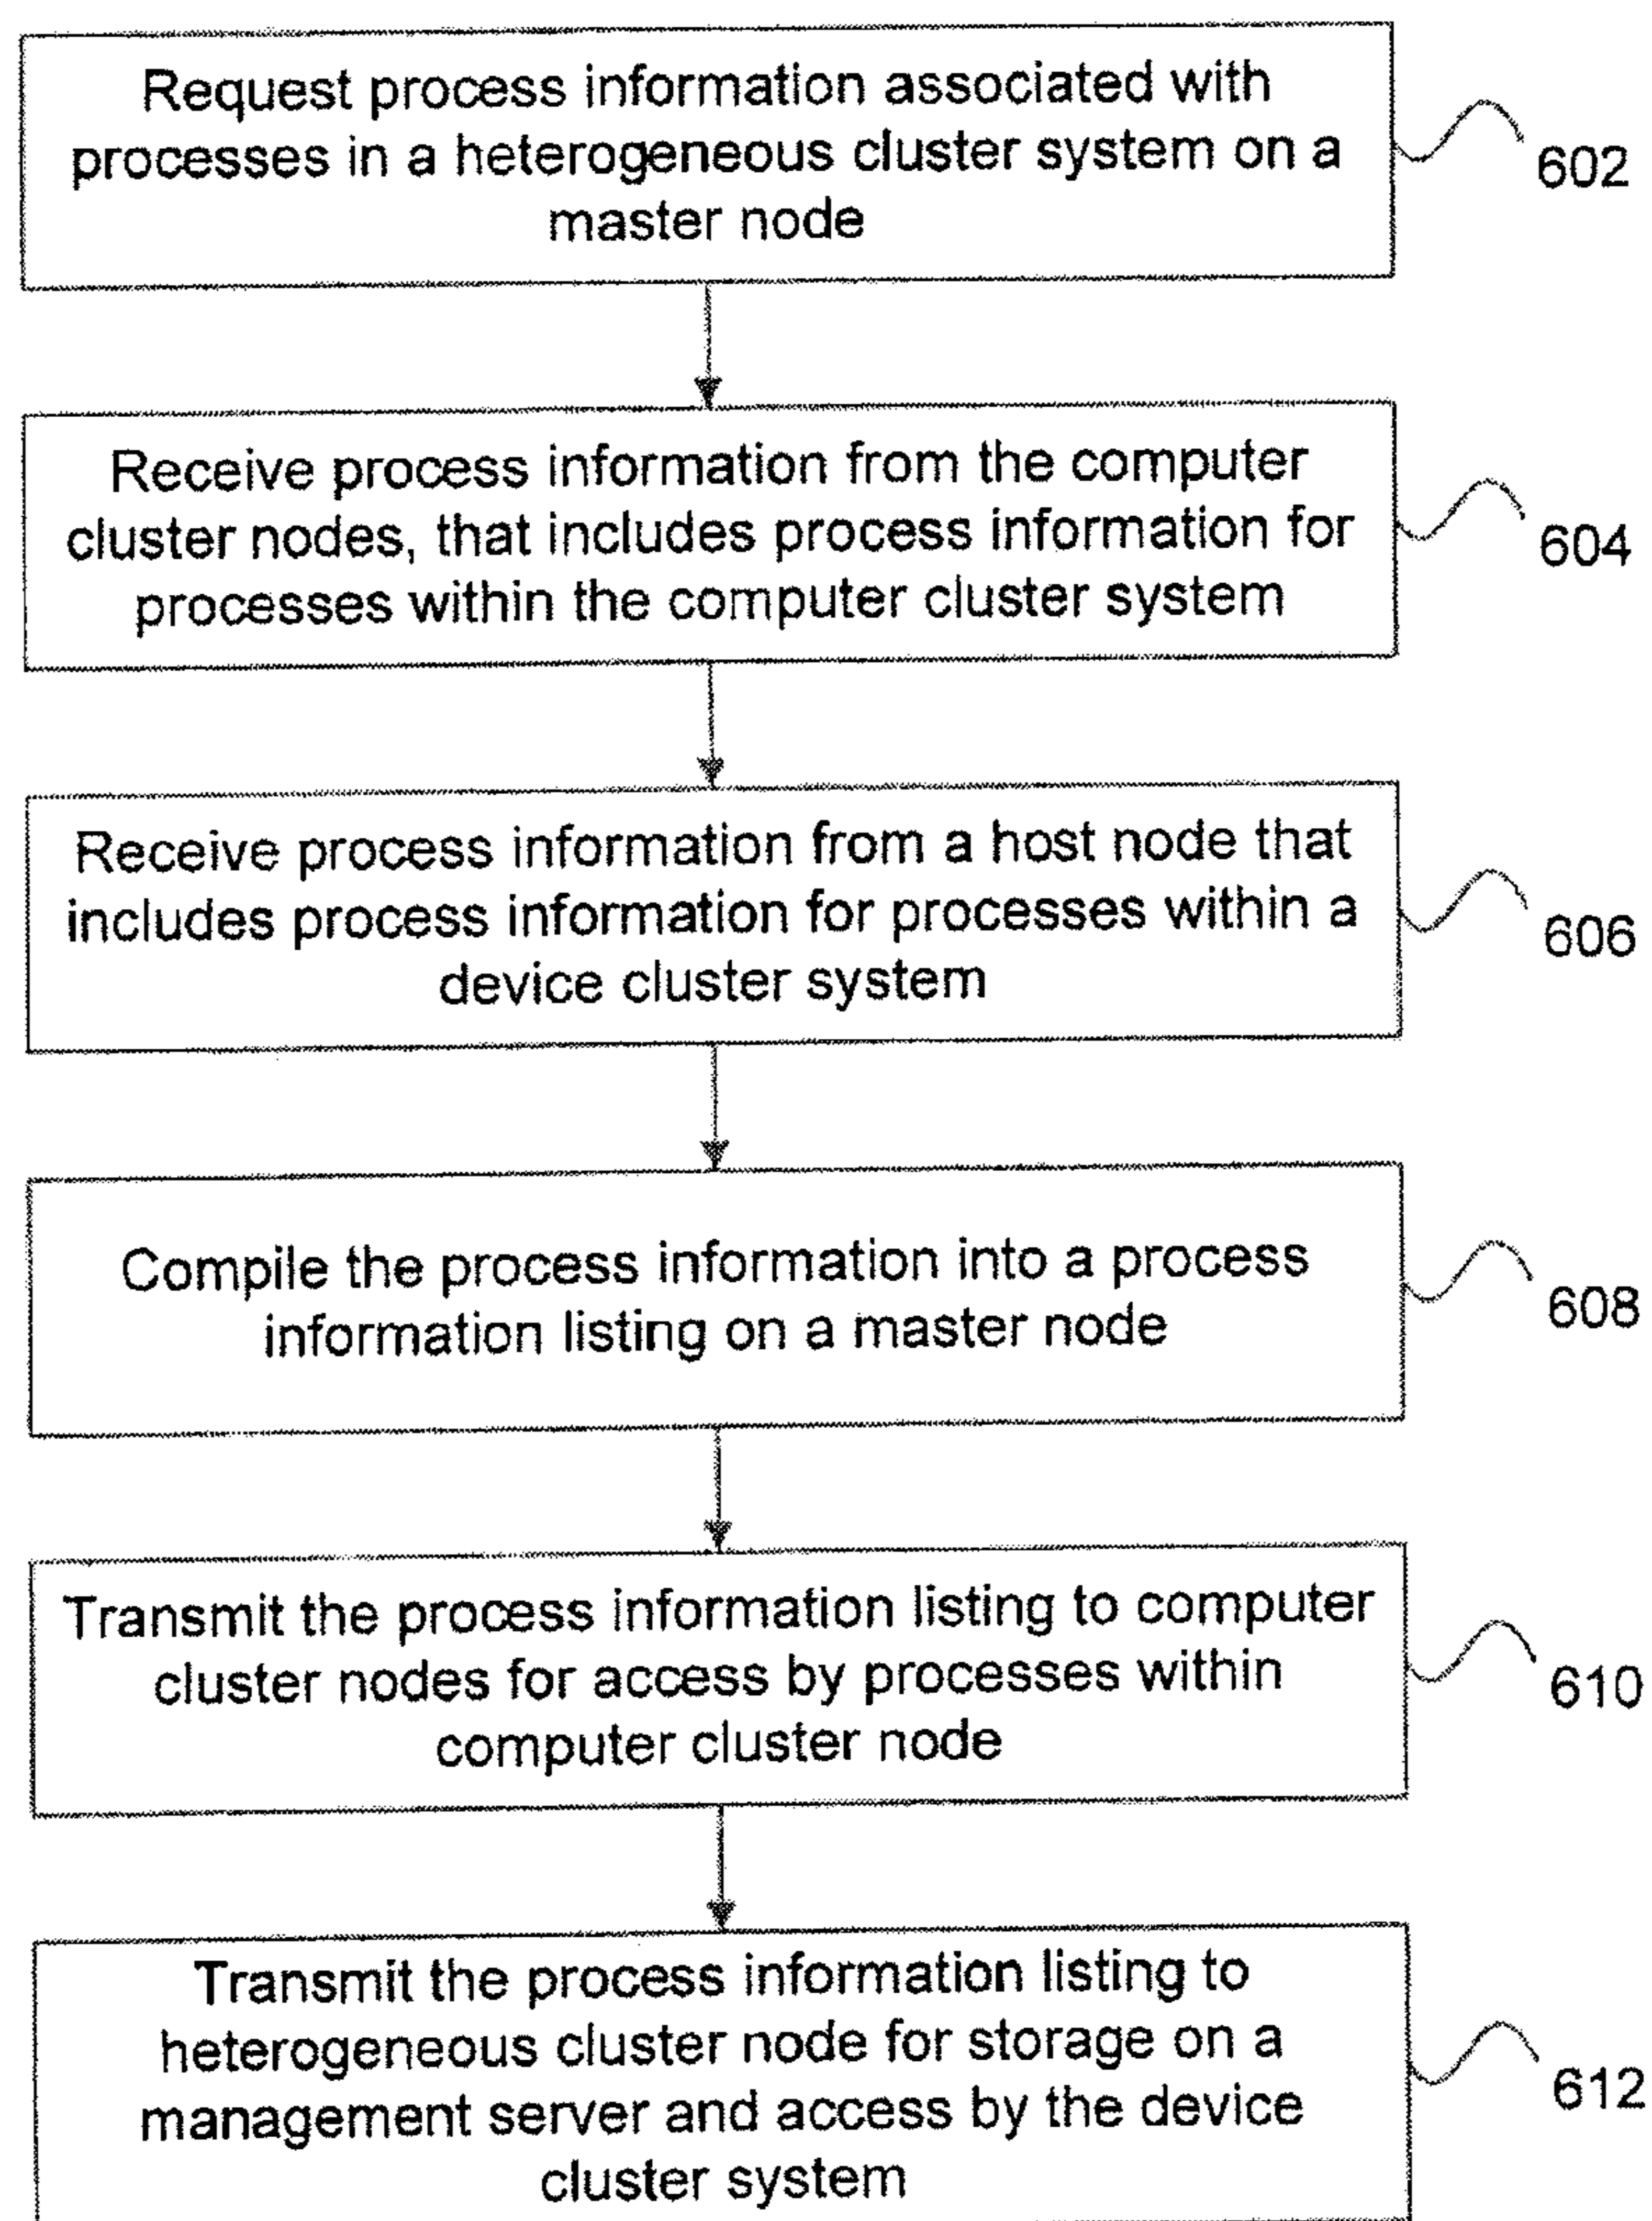 Request process information associated with
processes in a heterogeneous cluster system on a
master node
602
Receive process information from the computer
cluster nodes, that includes process information for
processes within the computer cluster system
604
Receive process information from a host node that
includes process information for processes within a
device cluster system
606
Compile the process information into a process
information listing on a master node
608
Transmit the process information listing to computer
cluster nodes for access by processes within
computer cluster node
610
Transmit the process information listing to
heterogeneous cluster node for storage on a
management server and access by the device
cluster system
612